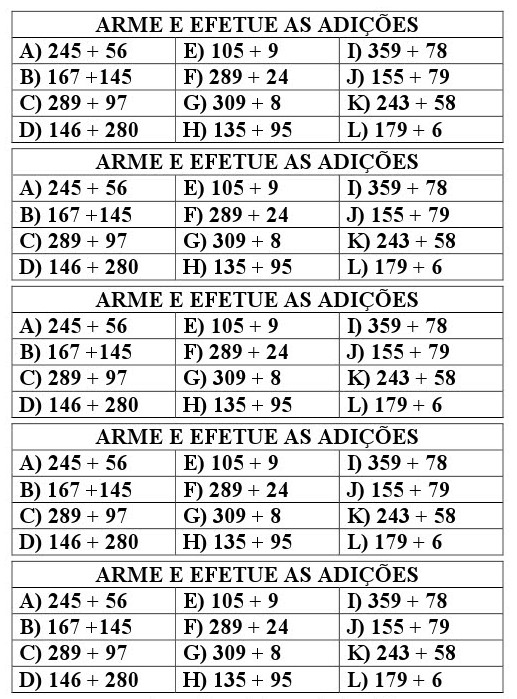 ARME E EFETUE AS ADIÇÕES
A) 245 + 56 E) 105 + 9 I) 359 + 78
B) 167 +145 F) 289 + 24 J) 155 + 79
C) 289 + 97 G) 309 + 8 K) 243 + 58
D) 146 + 280 H) 135 + 95 L) 179 + 6
ARME E EFETUE AS ADIÇÕES
A) 245 + 56 E) 105 + 9 I) 359 + 78
B) 167 +145 F) 289 + 24 J) 155 + 79
C) 289 + 97 G) 309 + 8 K) 243 + 58
D) 146 + 280 H) 135 + 95 L) 179 + 6
ARME E EFETUE AS ADIÇÕES
A) 245 + 56 E) 105 + 9 I) 359 + 78
B) 167 +145 F) 289 + 24 J) 155 + 79
C) 289 + 97 G) 309 + 8 K) 243 + 58
D) 146 + 280 H) 135 + 95 L) 179 + 6
ARME E EFETUE AS ADIÇÕES
A) 245 + 56 E) 105 + 9 I) 359 + 78
B) 167 +145 F) 289 + 24 J) 155 + 79
C) 289 + 97 G) 309 + 8 K) 243 + 58
D) 146 + 280 H) 135 + 95 L) 179 + 6
ARME E EFETUE AS ADIÇÕES
A) 245 + 56 E) 105 + 9 I) 359 + 78
B) 167 +145 F) 289 + 24 J) 155 + 79
C) 289 + 97 G) 309 + 8 K) 243 + 58
D) 146 + 280 H) 135 + 95 L) 179 + 6